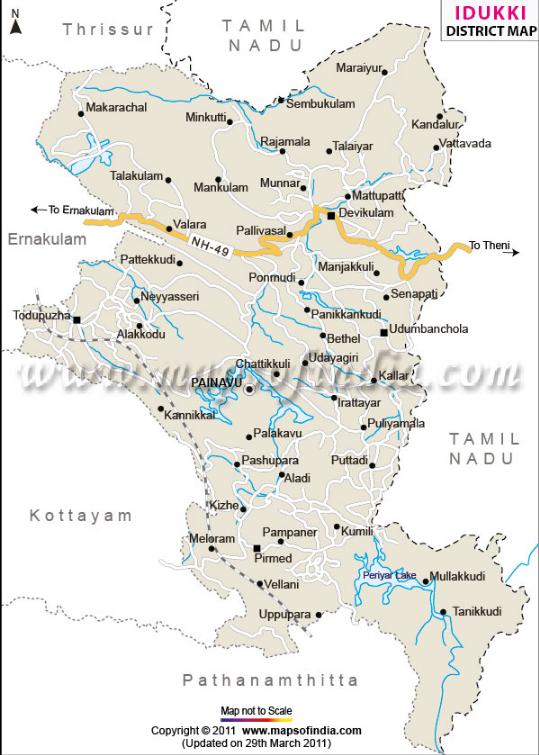 N
IDUKKI
DISTRICT MAP
Thrissur
TAMIL
NADU
Maraiyur
Makarachal
Sembukulam
Minkutti
Kandalur
Rajamala
Talaiyar
Vattavada
Talakulam
Mankulam
Munnar
Mattupatti
To Ernakulam
Devikulam
Valara
Pallivasal
NH-49
Ernakulam
To Theni
Pattekkudi
Manjakkuli
Ponmudi
Neyyasseri
Senapati
Todupuzha
Panikkankudi
Alakkodu
Bethel
Udumbanchola
Chattikkuli
Udayagiri
www.mapsofindia.com
PAINAVU
Kallar
Kannikkal
Irattayar
Puliyamala
Palakavu
TAMIL
NADU
Pashupara
Puttadi
Aladi
Kizhe
Kottayam
Meloram
Pampaner
Kumili
Pirmed
Periyar Lake
Mullakkudi
Vellani
Uppupara
Tanikkudi
Pathanamthitta
Map not to Scale
Copyright © 2011 www.mapsofindia.com
(Updated on 29th March 2011)